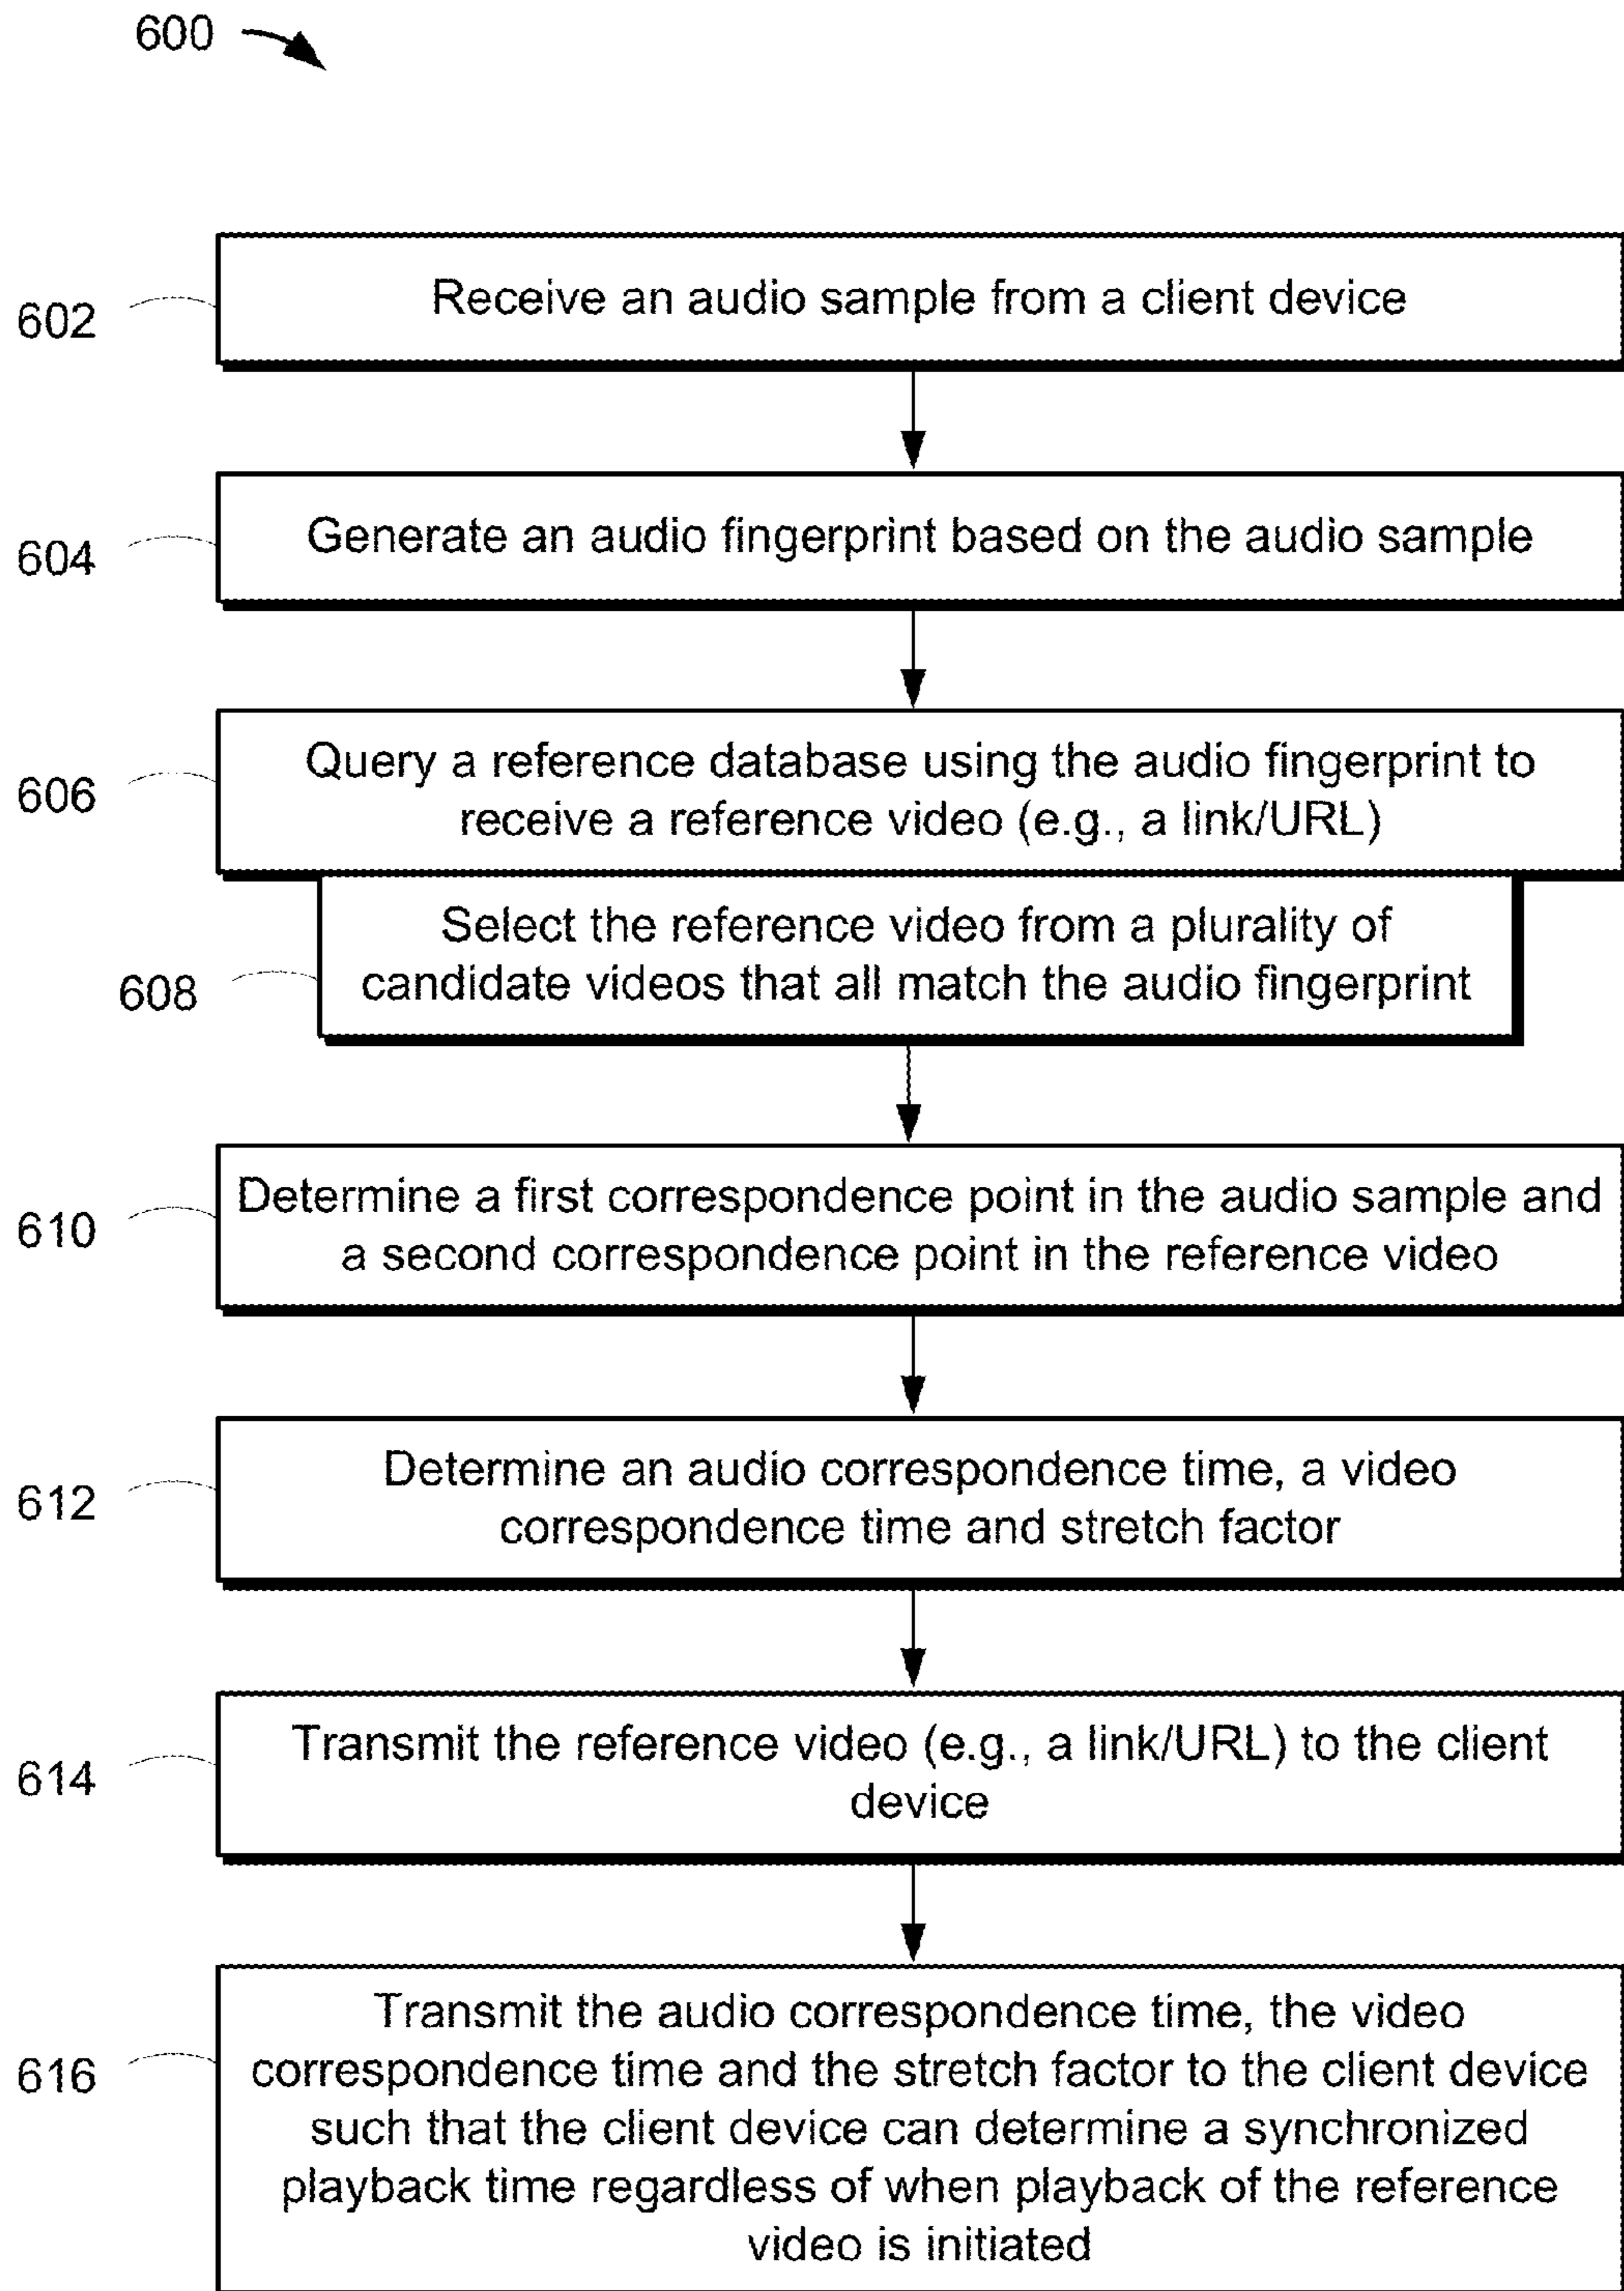 600
602
Receive an audio sample from a client device
604
Generate an audio fingerprint based on the audio sample
606
Query a reference database using the audio fingerprint to
receive a reference video (e.g., a link/URL)
608
Select the reference video from a plurality of
candidate videos that all match the audio fingerprint
610
Determine a first correspondence point in the audio sample and
a second correspondence point in the reference video
612
Determine an audio correspondence time, a video
correspondence time and stretch factor
614
Transmit the reference video (e.g., a link/URL) to the client
device
616
Transmit the audio correspondence time, the video
correspondence time and the stretch factor to the client device
such that the client device can determine a synchronized
playback time regardless of when playback of the reference
video is initiated